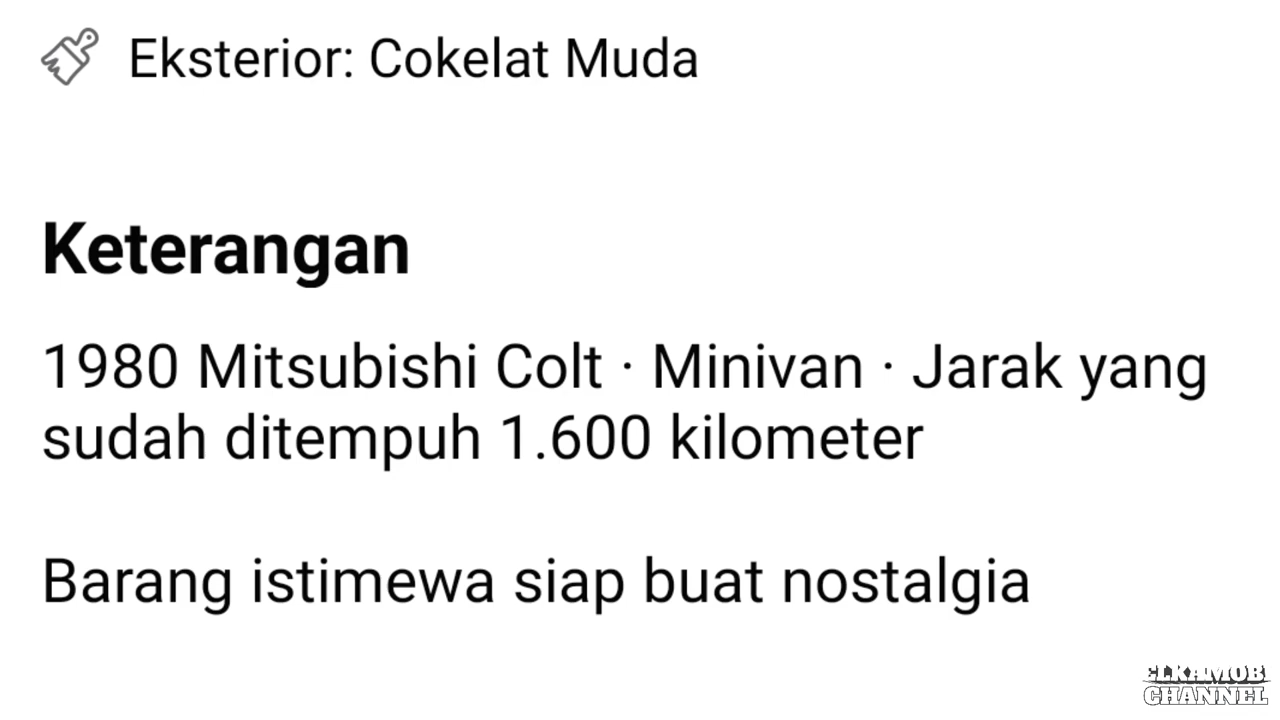 Eksterior: Cokelat Muda
Keterangan
1980 Mitsubishi Colt · Minivan · Jarak yang
sudah ditempuh 1.600 kilometer
Barang istimewa siap buat nostalgia
ELKAMOB
CHANNEL